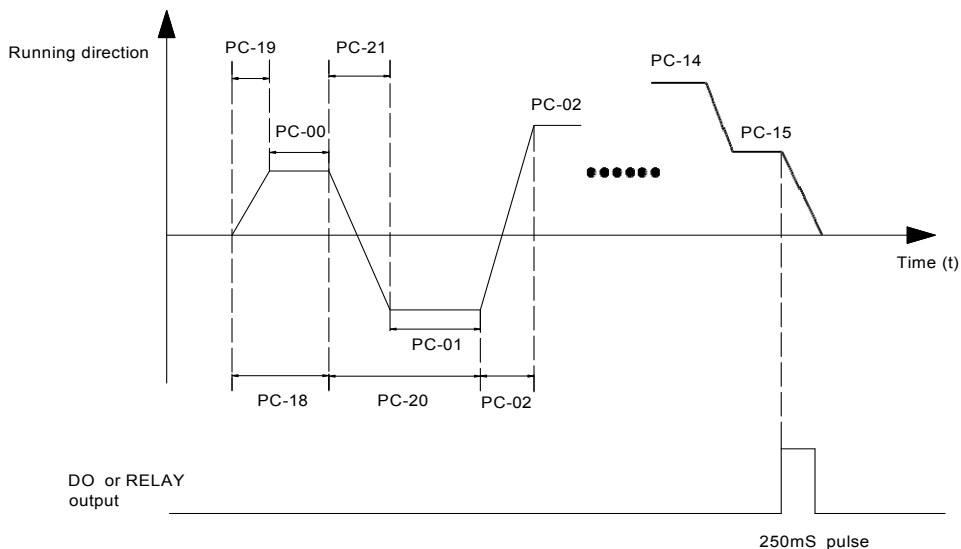 Running direction
PC-19
PC-21
PC-00
PC-02
PC-14
PC-15
Time (t)
PC-01
PC-18
PC-20
PC-02
DO or RELAY
output
250mS pulse